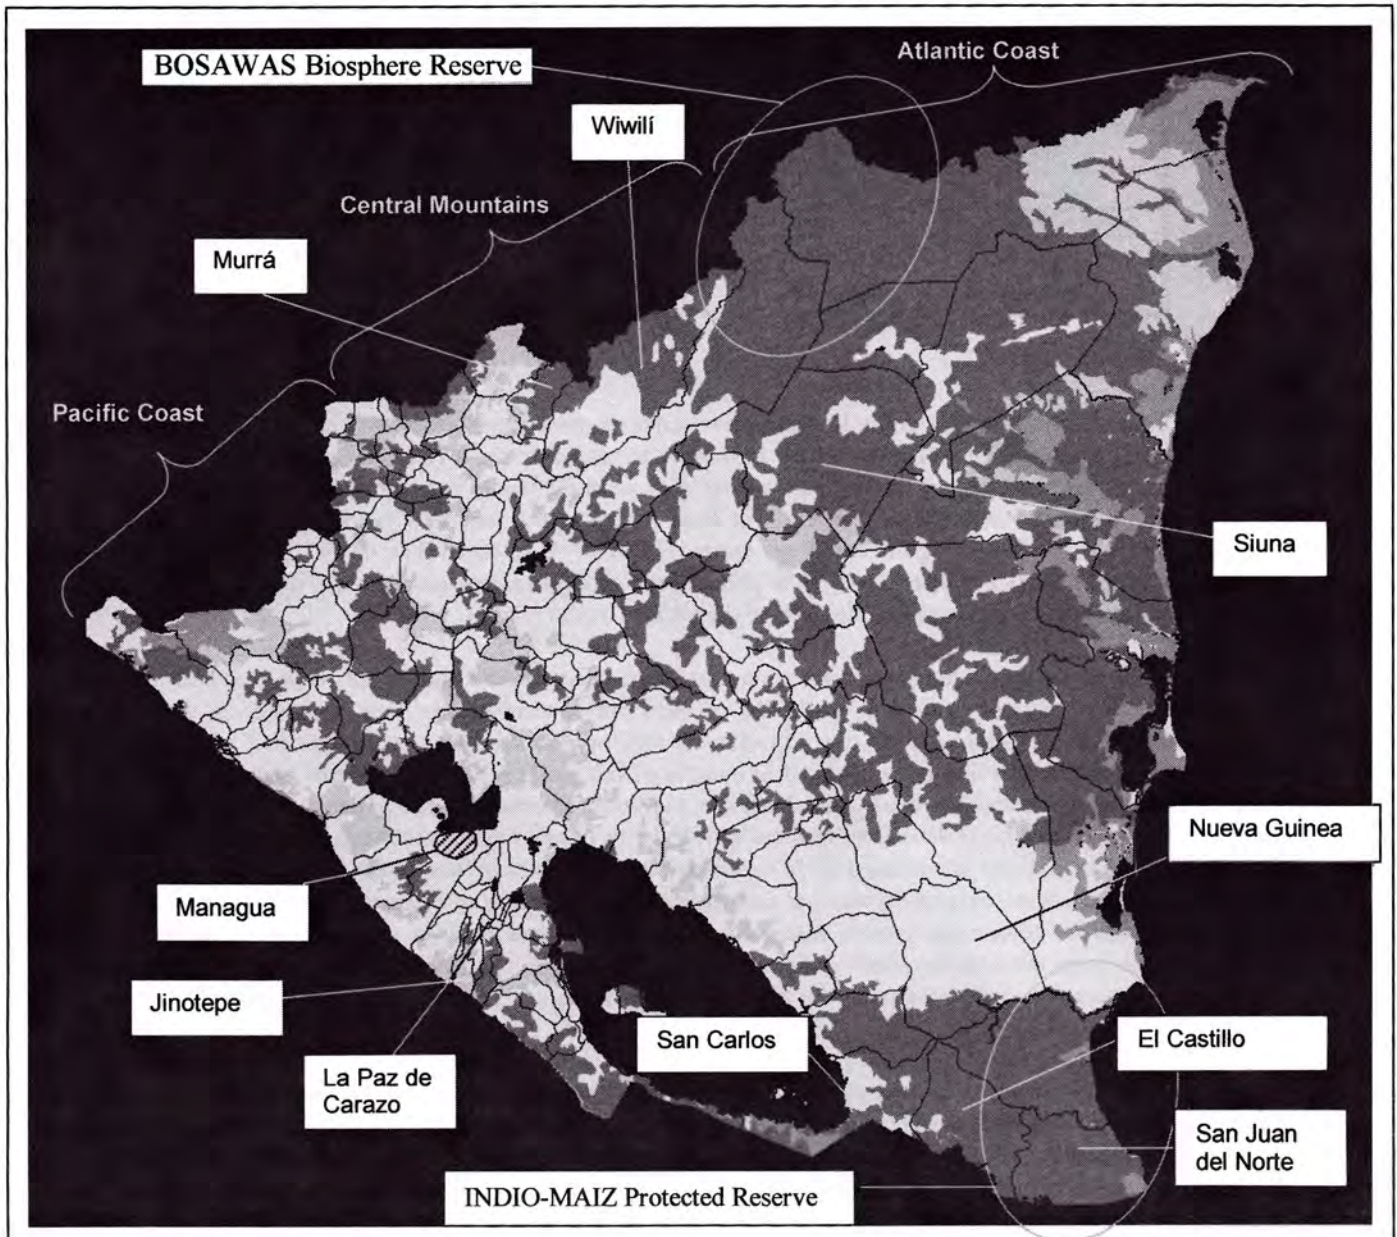 Atlantic Coast
BOSAWAS Biosphere Reserve
Wiwilí
Central Mountains
Murrá
Pacific Coast
Siuna
Nueva Guinea
Managua
Jinotepe
San Carlos
El Castillo
La Paz de
Carazo
San Juan
del Norte
INDIO-MAIZ Protected Reserve